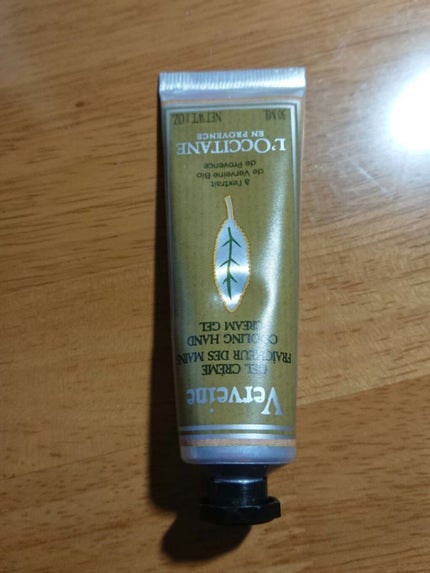 Verveine
GEL CRÈME
FRAÎCHEUR DES MAINS
COOLING HAND
CREAM GEL
à l'extrait
de Verveine Bio
de Provence
L'OCCITANE
EN PROVENCE
30 ML NET WT. 1 OZ.